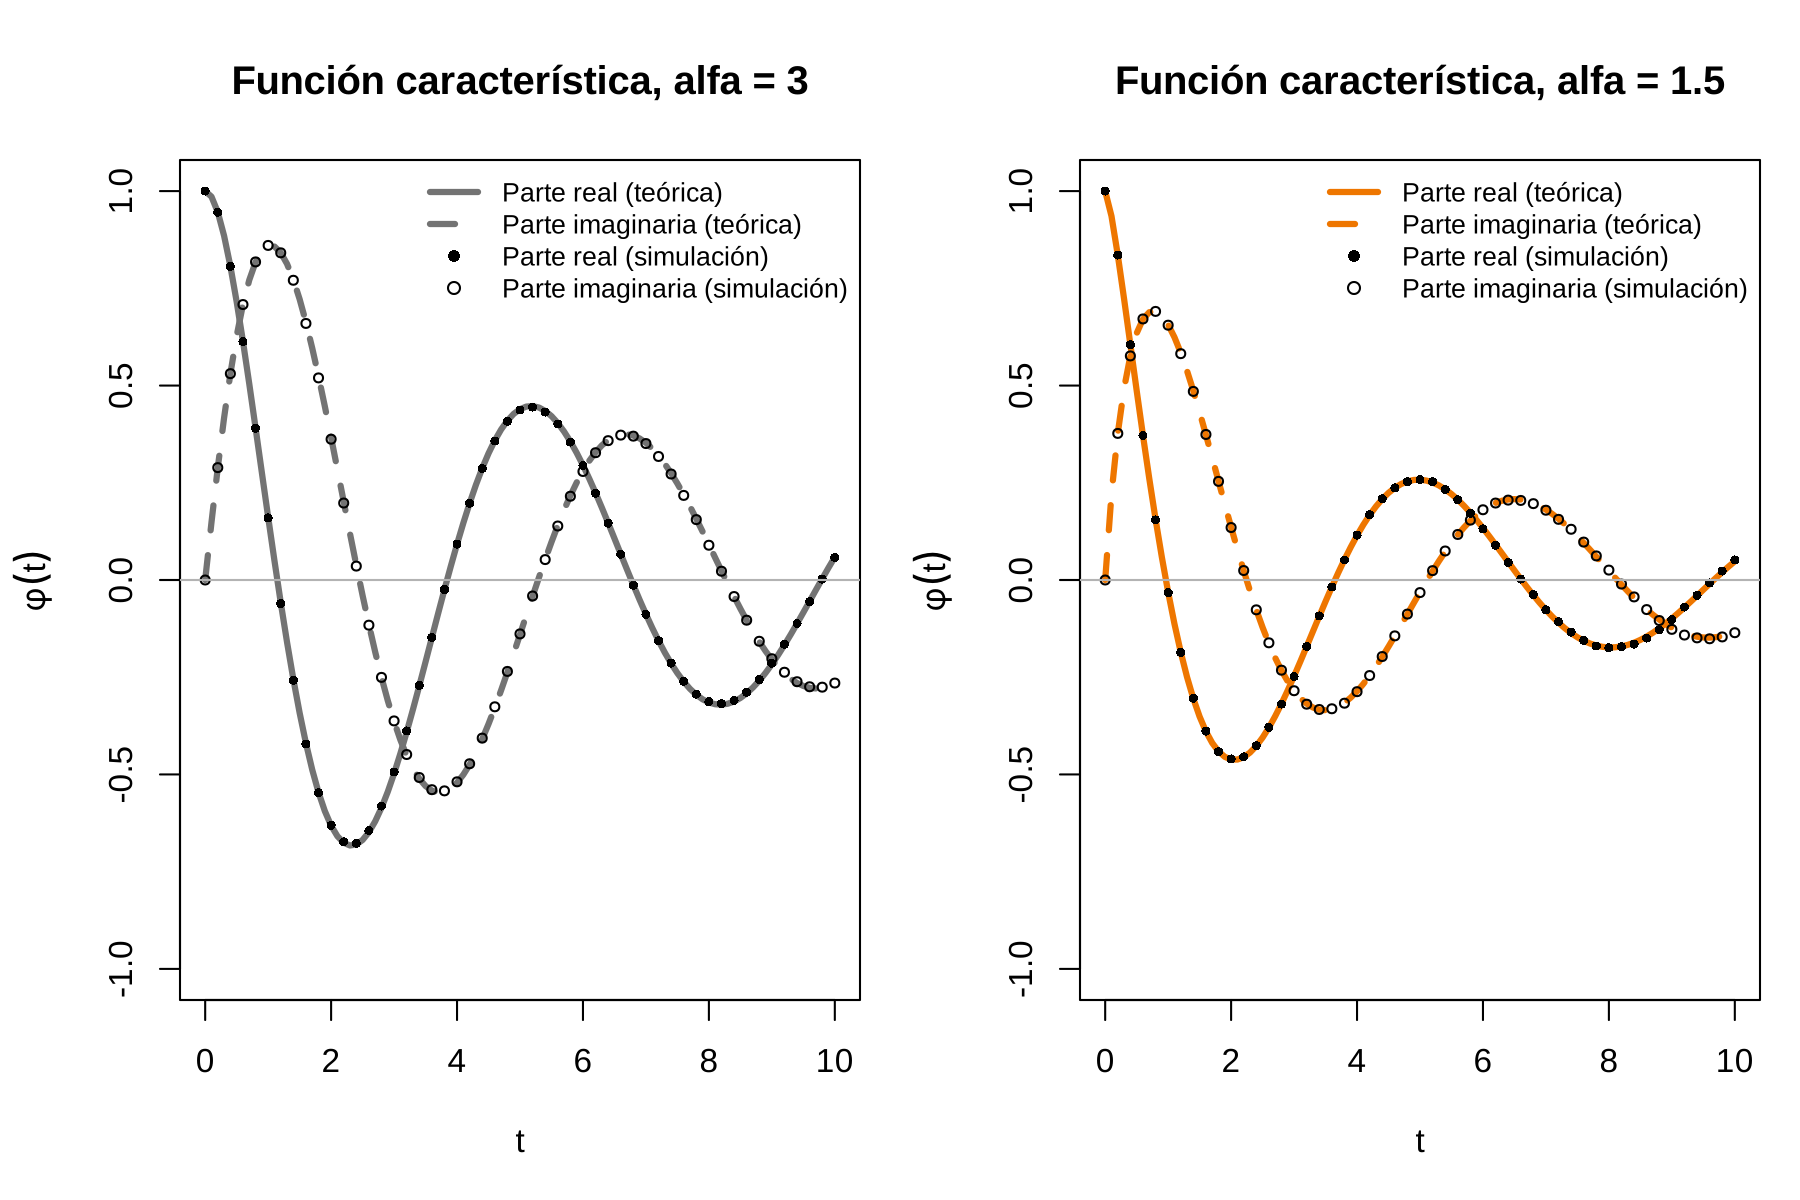 Función característica, alfa = 3
Parte real (teórica)
Parte imaginaria (teórica)
Parte real (simulación)
Parte imaginaria (simulación)
φ(t)
1.0
0.5
0.0
-0.5
-1.0
0 2 4 6 8 10
t
Función característica, alfa = 1.5
Parte real (teórica)
Parte imaginaria (teórica)
Parte real (simulación)
Parte imaginaria (simulación)
φ(t)
1.0
0.5
0.0
-0.5
-1.0
0 2 4 6 8 10
t